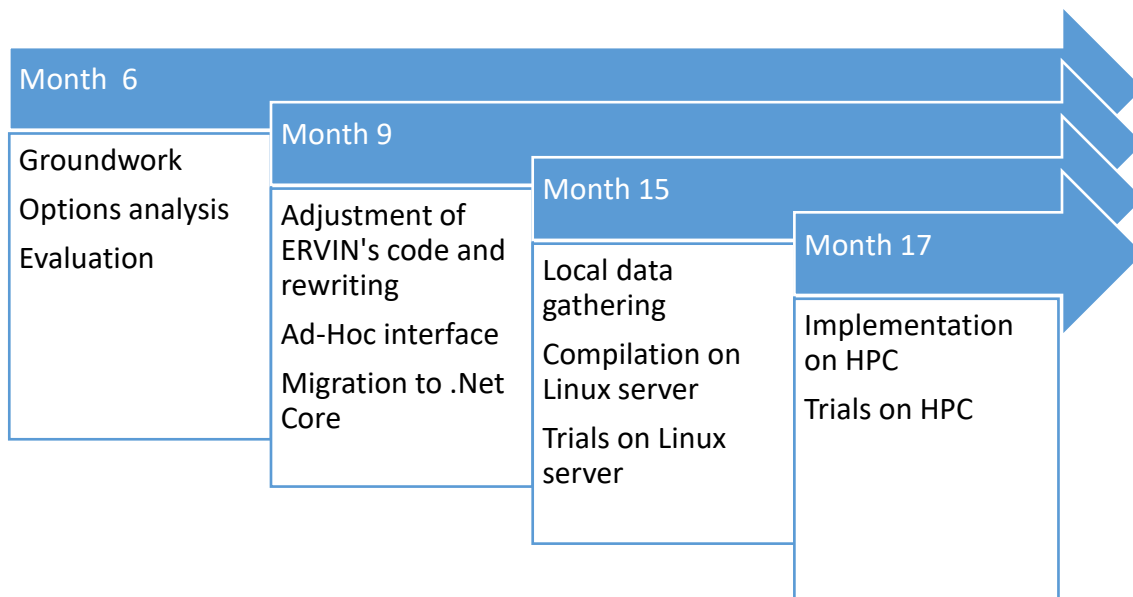 Month  6
Groundwork
Options analysis
Evaluation
Month 9
Adjustment of
ERVIN's code and
rewriting
Ad-Hoc interface
Migration to .Net
Core
Month 15
Local data
gathering
Compilation on
Linux server
Trials on Linux
server
Month 17
Implementation
on HPC
Trials on HPC